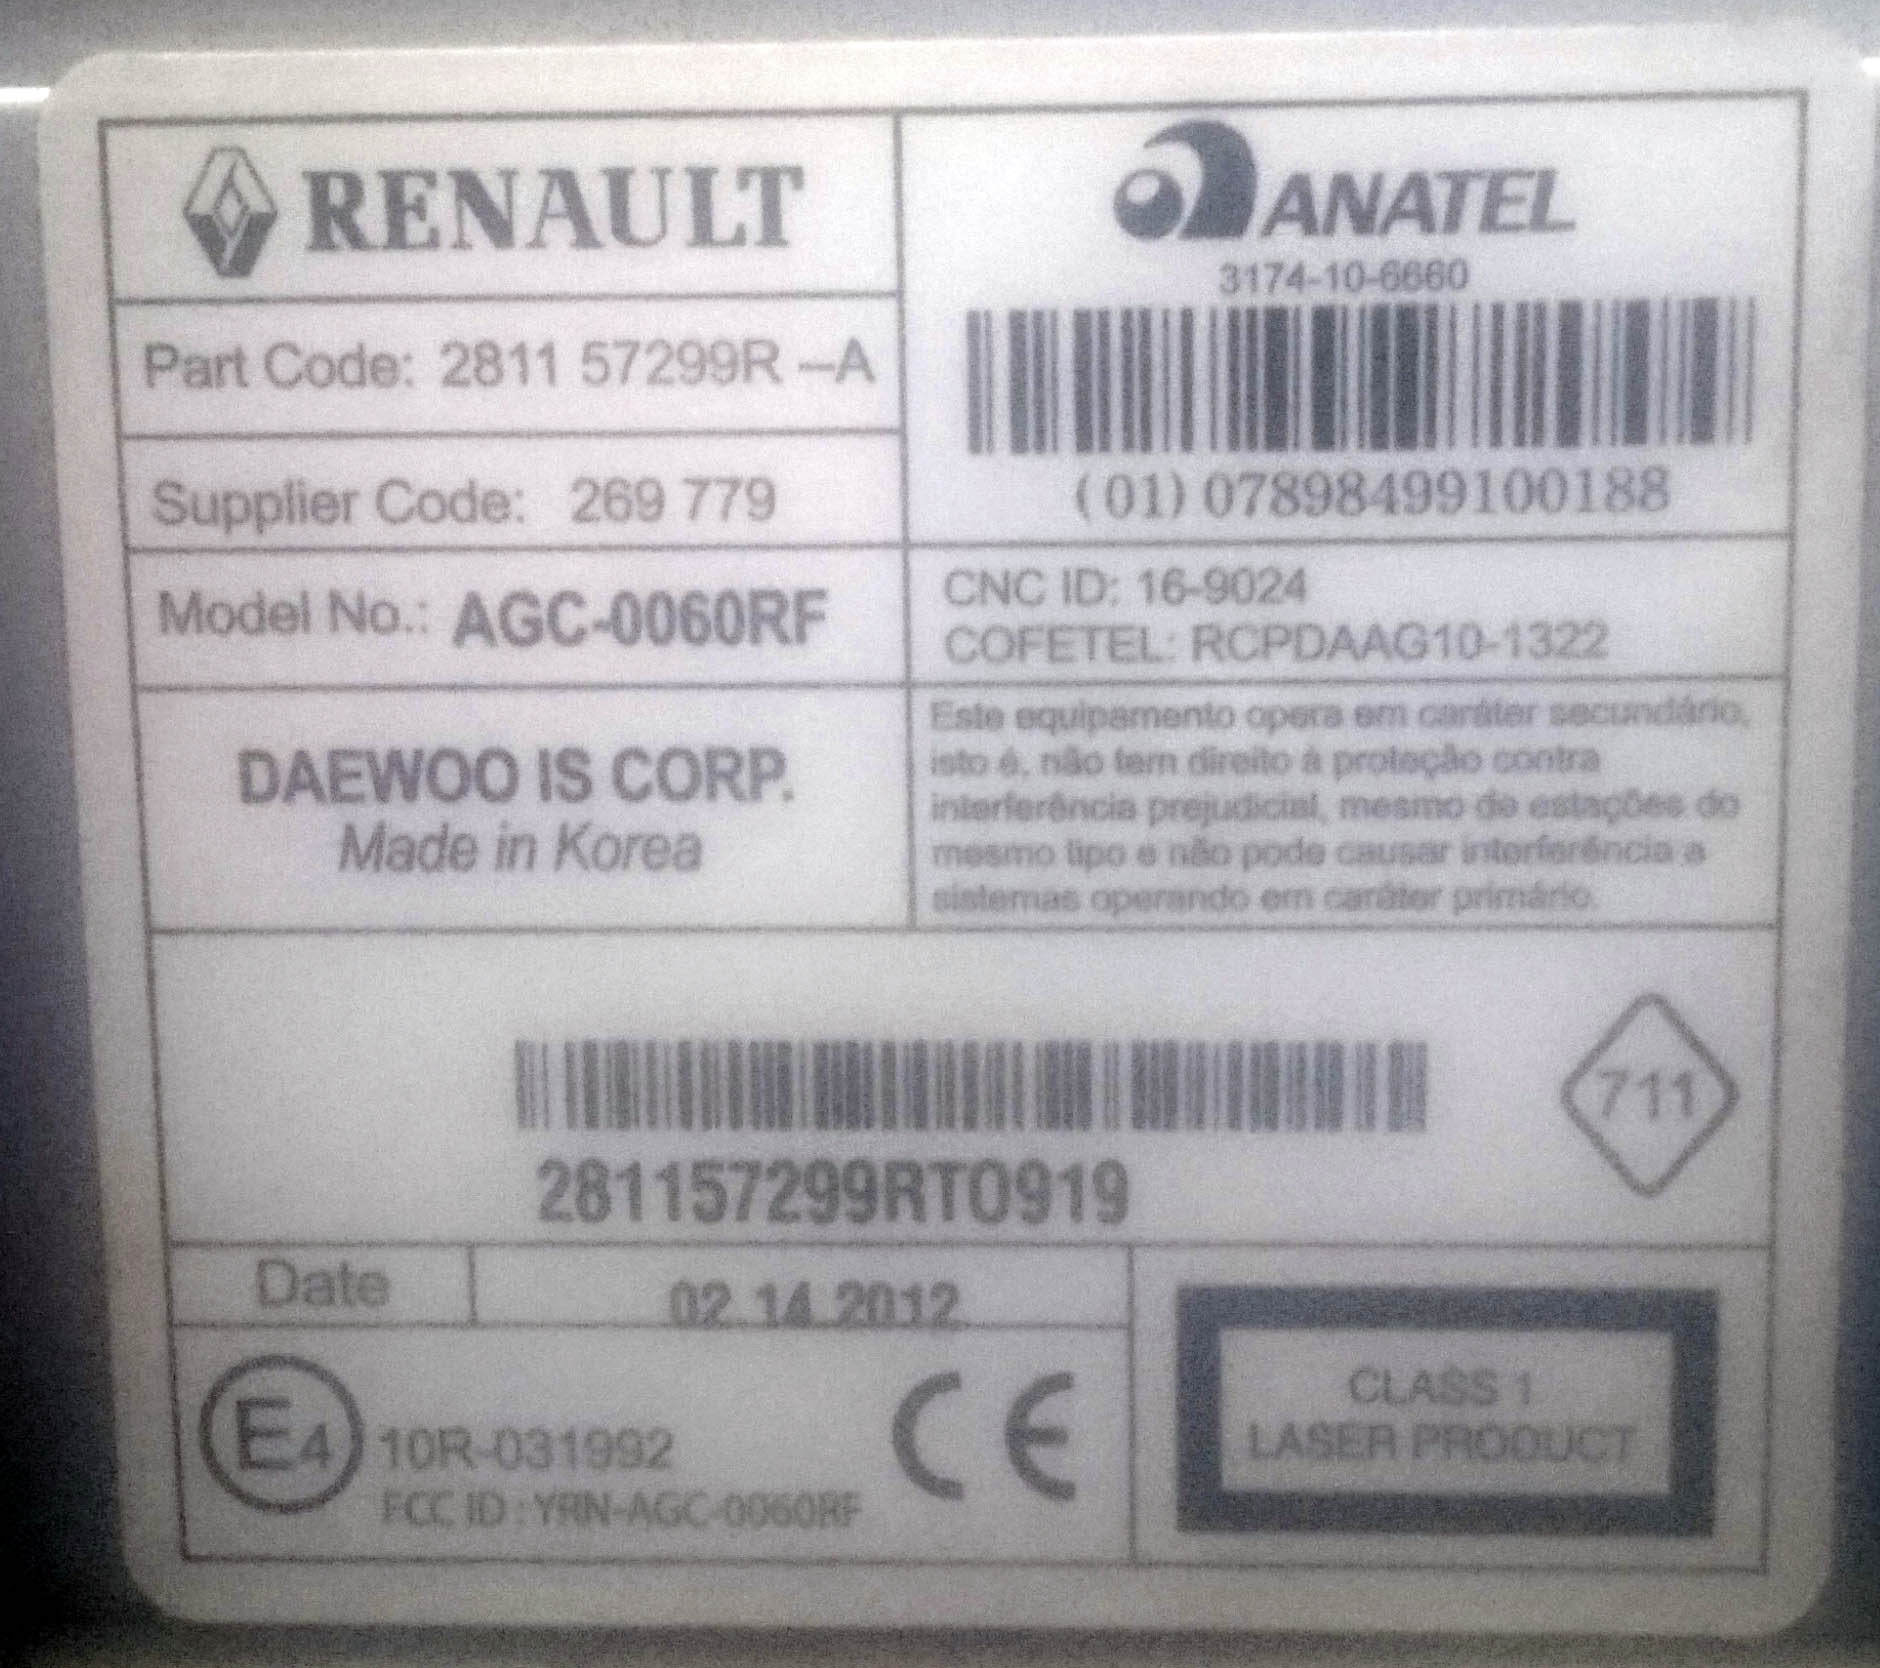 RENAULT
ANATEL
3174-10-6660
(01) 07898499100188
Part Code: 2811 57299R –A
Supplier Code: 269 779
Model No.: AGC-0060RF
CNC ID: 16-9024
COFETEL: RCPDAAG10-1322
DAEWOO IS CORP.
Made in Korea
Este equipamento opera em caráter secundário,
isto é, não tem direito à proteção contra
interferência prejudicial, mesmo de estações do
mesmo tipo e não pode causar interferência a
sistemas operando em caráter primário.
281157299RT0919
711
Date 02.14.2012
E4 10R-031992
FCC ID : YRN-AGC-0060RF
CE
CLASS 1
LASER PRODUCT